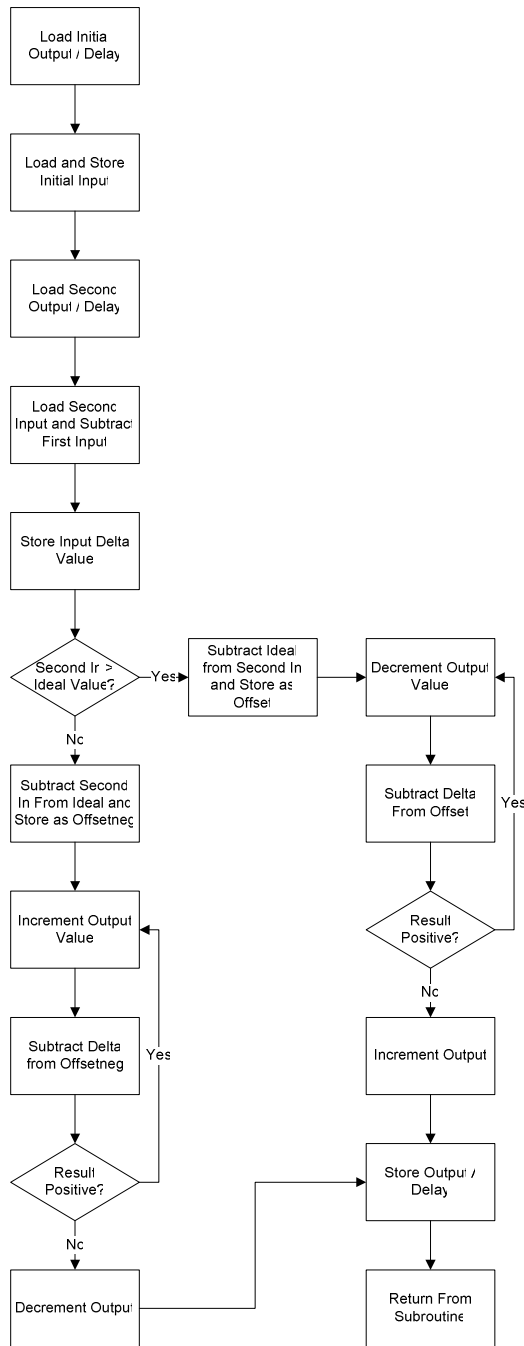 Load Initial
Output / Delay
Load and Store
Initial Input
Load Second
Output / Delay
Load Second
Input and Subtract
First Input
Store Input Delta
Value
Second In >
Ideal Value?
Yes
Subtract Ideal
from Second In
and Store as
Offset
Decrement Output
Value
No
Subtract Second
In From Ideal and
Store as Offsetneg
Subtract Delta
From Offset
Yes
Increment Output
Value
Result
Positive?
No
Subtract Delta
from Offsetneg
Yes
Increment Output
Result
Positive?
Store Output /
Delay
No
Decrement Output
Return From
Subroutine